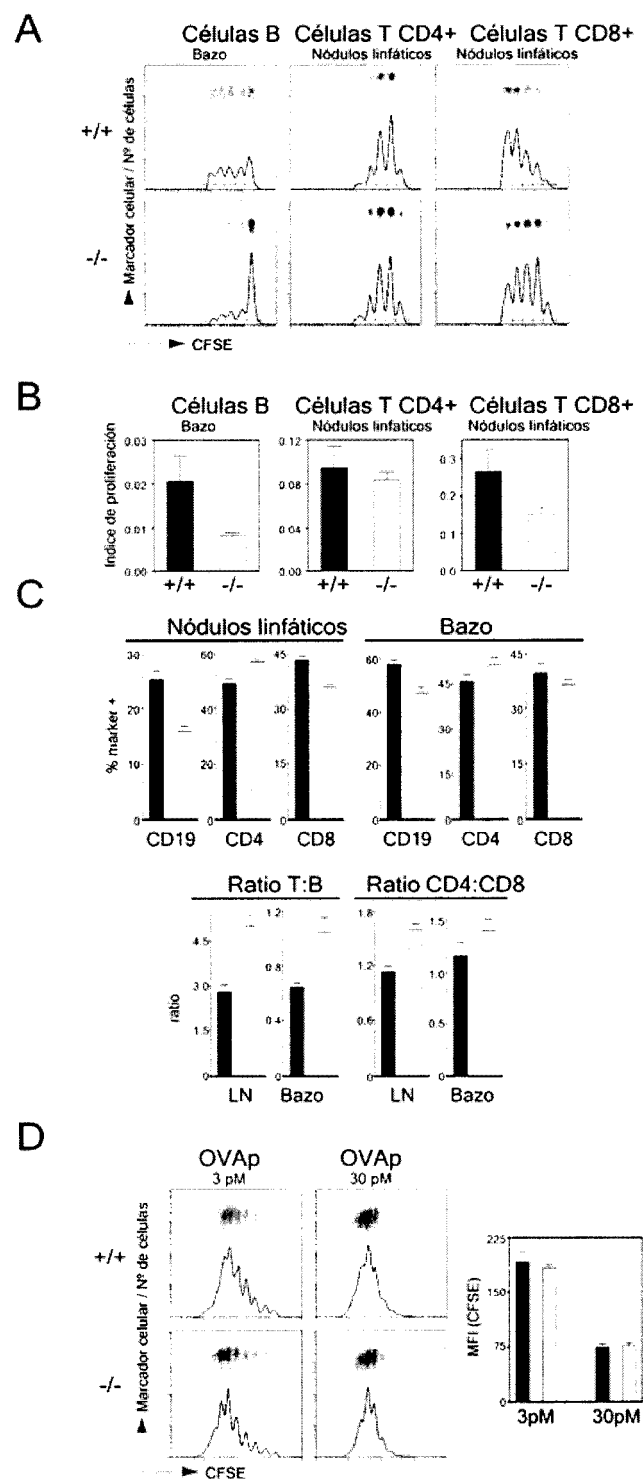 A
Células B Células T CD4+ Células T CD8+
Bazo Nódulos linfáticos Nódulos linfáticos
+/+
-/-
Marcador celular / Nº de células
CFSE
B
Células B Células T CD4+ Células T CD8+
Bazo Nódulos linfaticos Nódulos linfáticos
Indice de proliferación
0.03 0.12
0.02 0.08 0.3
0.2
0.01 0.04 0.1
0.00 0.00 0.0
+/+ -/- +/+ -/- +/+ -/-
C
Nódulos linfáticos Bazo
% marker +
30 60 45 60 60 45
20 40 30 40 45 30
10 20 15 20 30 15
0 0 0 0 0 0
CD19 CD4 CD8 CD19 CD4 CD8
Ratio T:B Ratio CD4:CD8
ratio
4.5 1.2 1.8 1.5
3.0 0.8 1.2 1.0
1.5 0.4 0.6 0.5
0 0 0 0
LN Bazo LN Bazo
D
OVAp OVAp
3 pM 30 pM
+/+
-/-
Marcador celular / Nº de células
CFSE
MFI (CFSE)
225
150
75
0
3pM 30pM